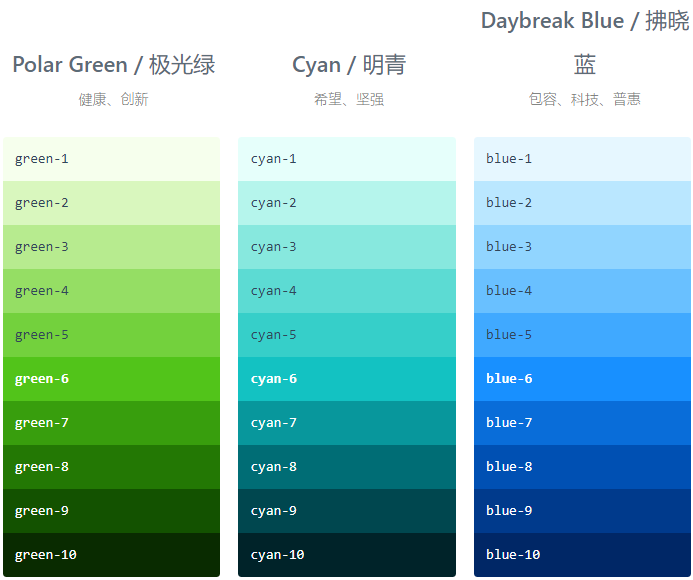 Polar Green / 极光绿
健康、创新
green-1
green-2
green-3
green-4
green-5
green-6
green-7
green-8
green-9
green-10
Cyan / 明青
希望、坚强
cyan-1
cyan-2
cyan-3
cyan-4
cyan-5
cyan-6
cyan-7
cyan-8
cyan-9
cyan-10
Daybreak Blue / 拂晓
蓝
包容、科技、普惠
blue-1
blue-2
blue-3
blue-4
blue-5
blue-6
blue-7
blue-8
blue-9
blue-10